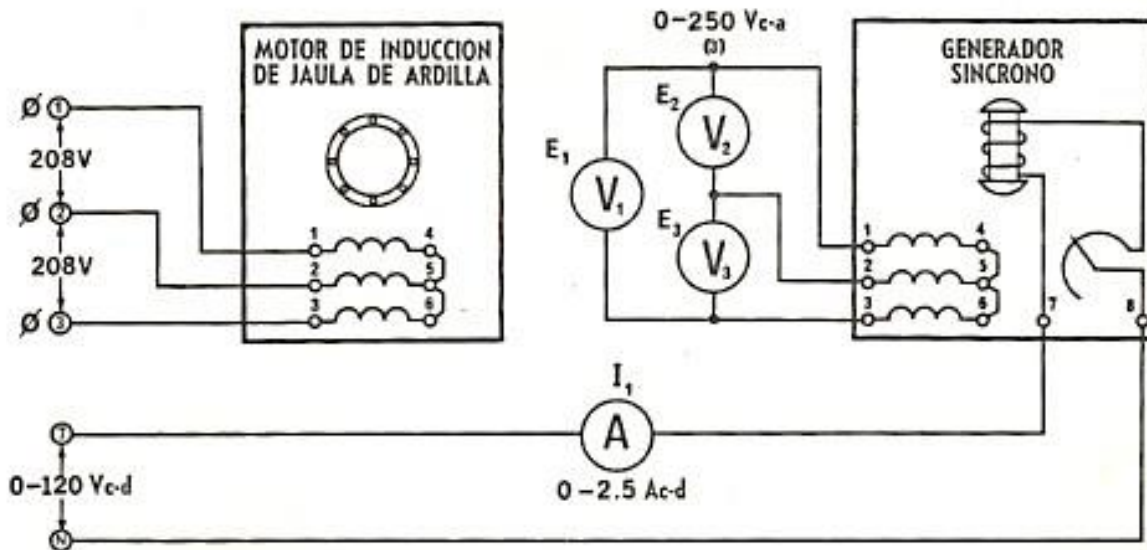 MOTOR DE INDUCCION
DE JAULA DE ARDILLA
Ø 1
208V
Ø 2
208V
Ø 3
1 4
2 5
3 6
0-250 Vc-a
(3)
E₁
V₁
E₂
V₂
E₃
V₃
GENERADOR
SINCRONO
1 4
2 5
3 6
7 8
I₁
A
0-2.5 Ac-d
T
0-120 Vc-d
N